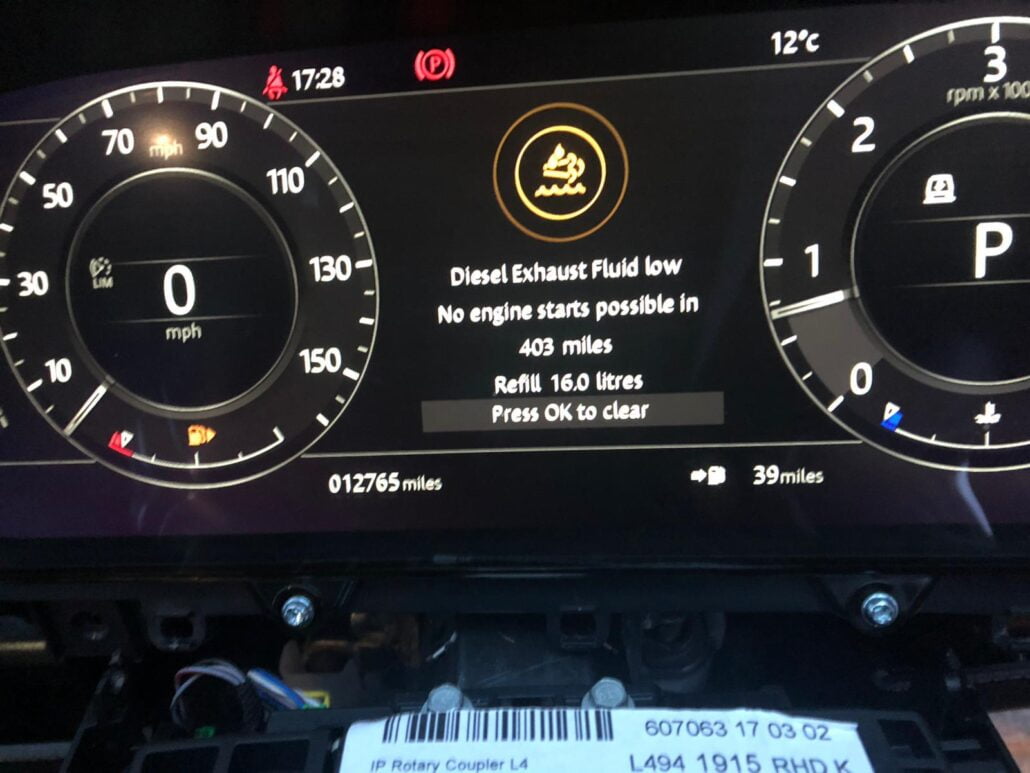 17:28
12°c
70
mph
90
50
110
30
0
mph
130
LIM
10
150
Diesel Exhaust Fluid low
No engine starts possible in
403 miles
Refill 16.0 litres
Press OK to clear
3
rpm x 100
2
1
P
0
012765 miles
39 miles
607063 17 03 02
IP Rotary Coupler L4
L494 1915 RHD K